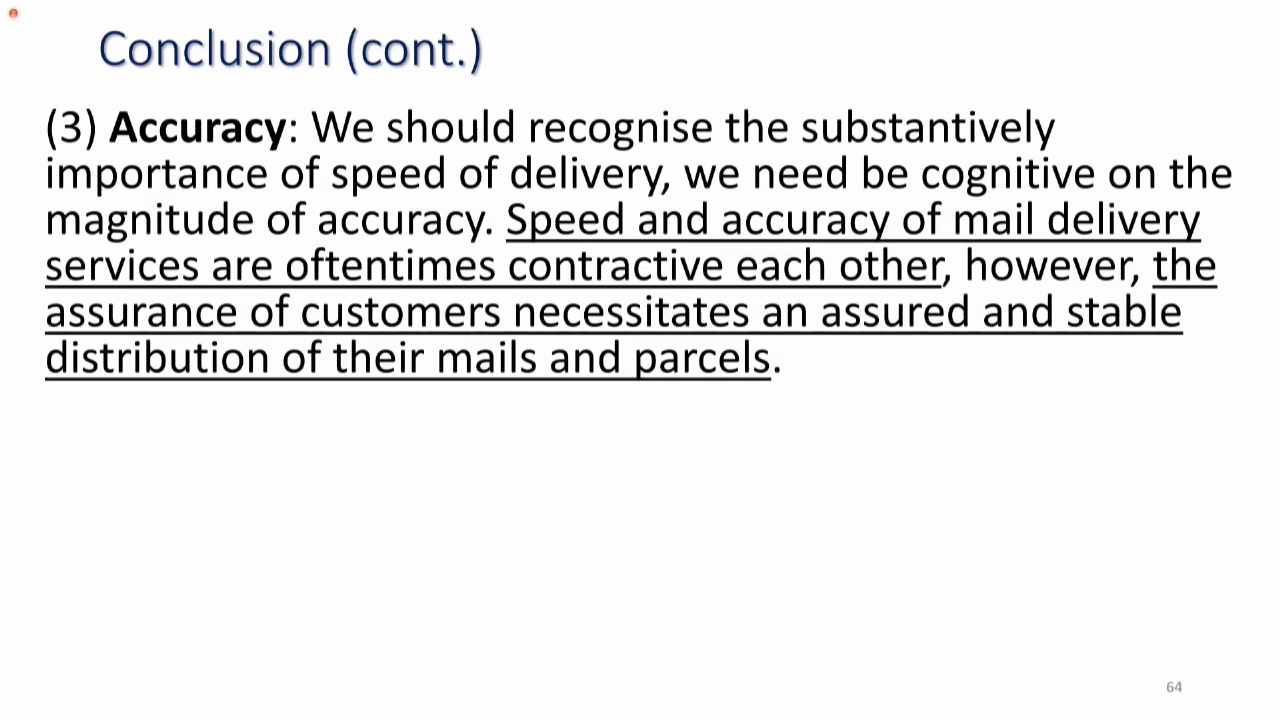 Conclusion (cont.)
(3) Accuracy: We should recognise the substantively
importance of speed of delivery, we need be cognitive on the
magnitude of accuracy. Speed and accuracy of mail delivery
services are oftentimes contractive each other, however, the
assurance of customers necessitates an assured and stable
distribution of their mails and parcels.
64